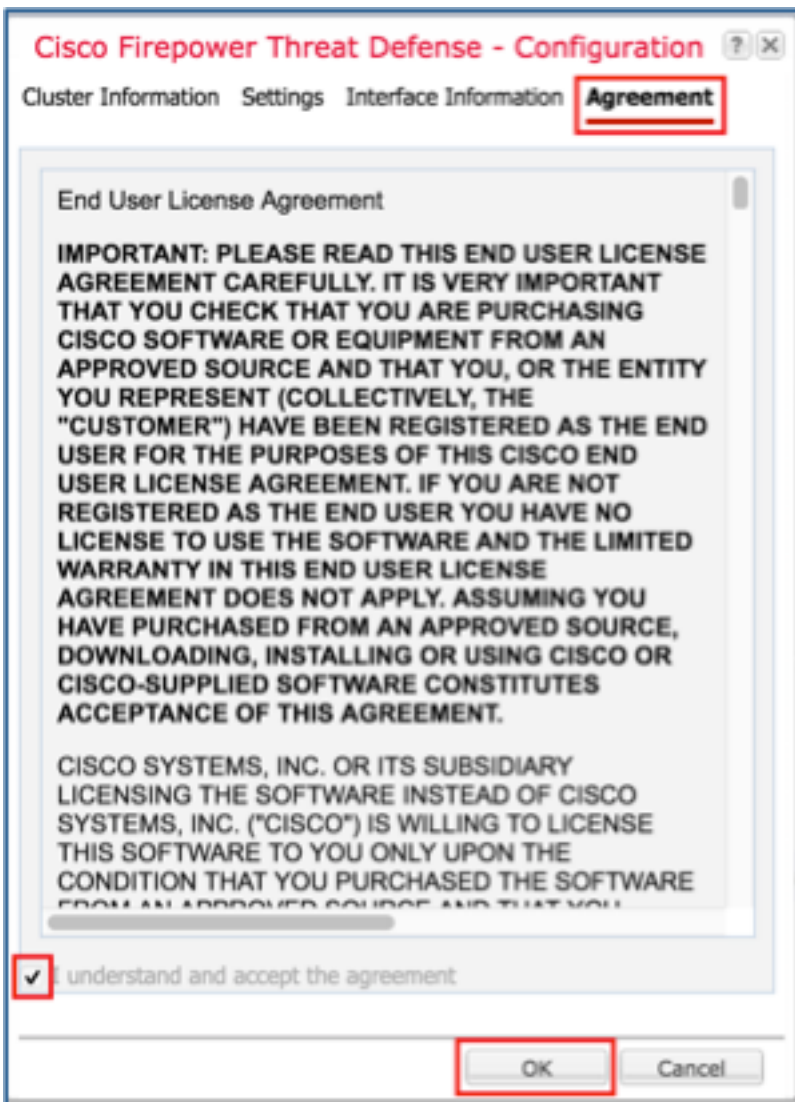 Cisco Firepower Threat Defense - Configuration ? X
Cluster Information Settings Interface Information Agreement
End User License Agreement
IMPORTANT: PLEASE READ THIS END USER LICENSE
AGREEMENT CAREFULLY. IT IS VERY IMPORTANT
THAT YOU CHECK THAT YOU ARE PURCHASING
CISCO SOFTWARE OR EQUIPMENT FROM AN
APPROVED SOURCE AND THAT YOU, OR THE ENTITY
YOU REPRESENT (COLLECTIVELY, THE
"CUSTOMER") HAVE BEEN REGISTERED AS THE END
USER FOR THE PURPOSES OF THIS CISCO END
USER LICENSE AGREEMENT. IF YOU ARE NOT
REGISTERED AS THE END USER YOU HAVE NO
LICENSE TO USE THE SOFTWARE AND THE LIMITED
WARRANTY IN THIS END USER LICENSE
AGREEMENT DOES NOT APPLY. ASSUMING YOU
HAVE PURCHASED FROM AN APPROVED SOURCE,
DOWNLOADING, INSTALLING OR USING CISCO OR
CISCO-SUPPLIED SOFTWARE CONSTITUTES
ACCEPTANCE OF THIS AGREEMENT.
CISCO SYSTEMS, INC. OR ITS SUBSIDIARY
LICENSING THE SOFTWARE INSTEAD OF CISCO
SYSTEMS, INC. ("CISCO") IS WILLING TO LICENSE
THIS SOFTWARE TO YOU ONLY UPON THE
CONDITION THAT YOU PURCHASED THE SOFTWARE
FROM AN APPROVED SOURCE AND THAT YOU
I understand and accept the agreement
OK Cancel